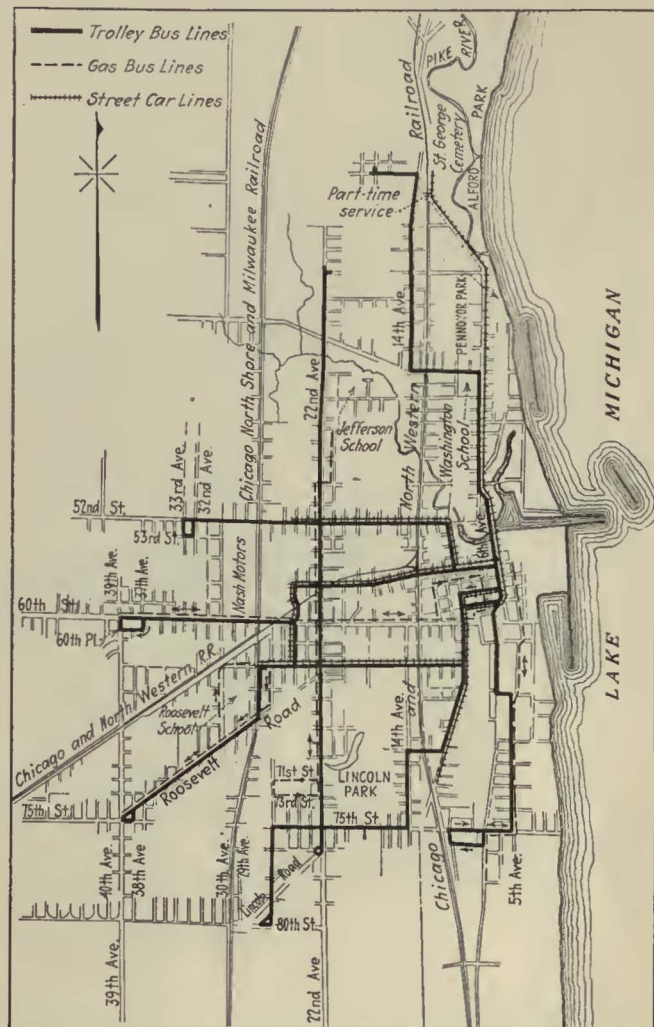 Trolley Bus Lines
Gas Bus Lines
Street Car Lines
Chicago North Shore and Milwaukee Railroad
Railroad
PIKE
RIVER
St. George
Cemetery
ALFORD PARK
Part-time
service
14th Ave.
PENNOYOR PARK
22nd Ave.
Jefferson
School
North Western
Washington
School
MICHIGAN
33rd Ave.
32nd Ave.
52nd St.
53rd St.
8th Ave.
39th Ave.
37th Ave.
Nash Motors
60th St.
60th Pl.
Chicago and North Western R.R.
Roosevelt
School
Road
Roosevelt
14th Ave.
and
LAKE
71st St.
LINCOLN
PARK
73rd St.
75th St.
75th St.
40th Ave.
38th Ave.
30th Ave.
29th Ave.
Lincoln Road
Chicago
5th Ave.
80th St.
39th Ave.
22nd Ave